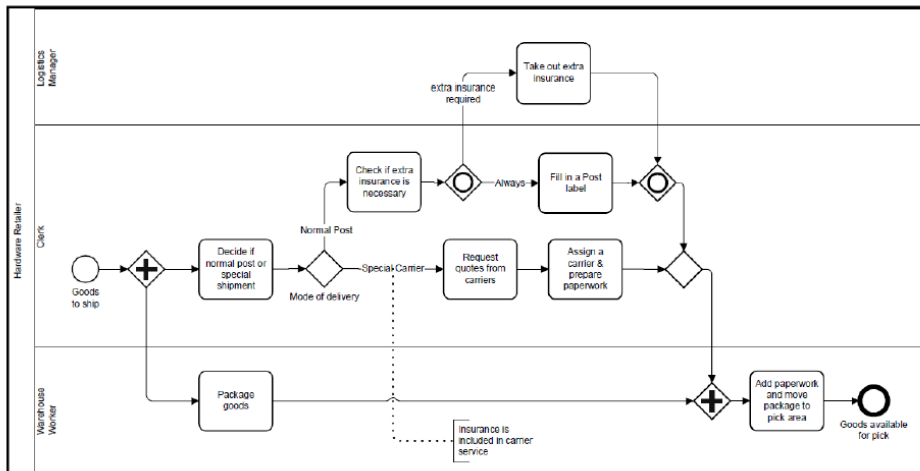 Hardware Retailer
Logistics
Manager
Take out extra
insurance
extra insurance
required
Clerk
Check if extra
insurance is
necessary
Always
Fill in a Post
label
Normal Post
Goods
to ship
Decide if
normal post or
special
shipment
Mode of delivery
Special Carrier
Request
quotes from
carriers
Assign a
carrier & 
prepare
paperwork
Warehouse
Worker
Package
goods
Insurance is
included in carrier
service
Add paperwork
and move
package to
pick area
Goods available
for pick